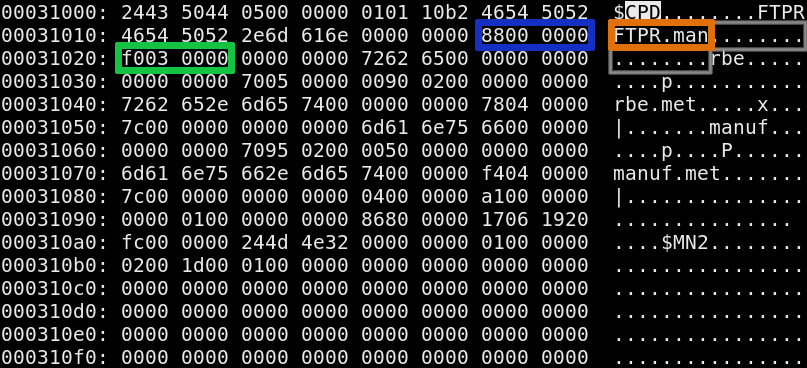 00031000: 2443 5044 0500 0000 0101 10b2 4654 5052 $CPD........FTPR
00031010: 4654 5052 2e6d 616e 0000 0000 8800 0000 FTPR.man........
00031020: f003 0000 0000 0000 7262 6500 0000 0000 ........rbe.....
00031030: 0000 0000 7005 0000 0090 0200 0000 0000 ....p...........
00031040: 7262 652e 6d65 7400 0000 0000 7804 0000 rbe.met.....x...
00031050: 7c00 0000 0000 0000 6d61 6e75 6600 0000 |.......manuf...
00031060: 0000 0000 7095 0200 0050 0000 0000 0000 ....p....P......
00031070: 6d61 6e75 662e 6d65 7400 0000 f404 0000 manuf.met.......
00031080: 7c00 0000 0000 0000 0400 0000 a100 0000 |...............
00031090: 0000 0100 0000 0000 8680 0000 1706 1920 ...............
000310a0: fc00 0000 244d 4e32 0000 0000 0100 0000 ....$MN2........
000310b0: 0200 1d00 0100 0000 0000 0000 0000 0000 ................
000310c0: 0000 0000 0000 0000 0000 0000 0000 0000 ................
000310d0: 0000 0000 0000 0000 0000 0000 0000 0000 ................
000310e0: 0000 0000 0000 0000 0000 0000 0000 0000 ................
000310f0: 0000 0000 0000 0000 0000 0000 0000 0000 ................